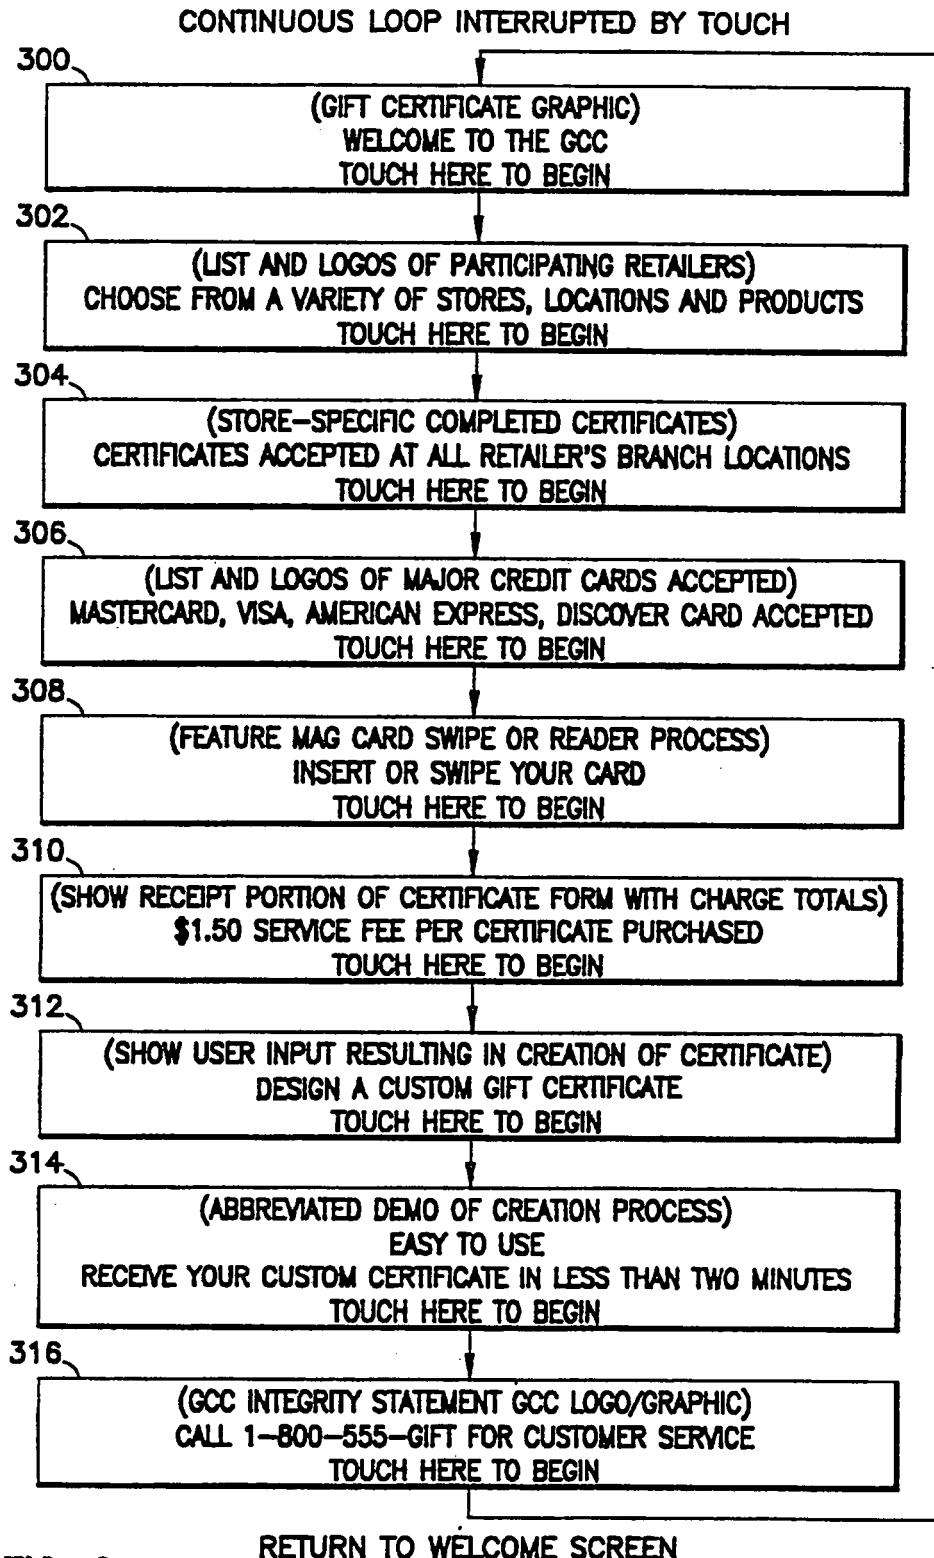 CONTINUOUS LOOP INTERRUPTED BY TOUCH
300
(GIFT CERTIFICATE GRAPHIC)
WELCOME TO THE GCC
TOUCH HERE TO BEGIN
302
(LIST AND LOGOS OF PARTICIPATING RETAILERS)
CHOOSE FROM A VARIETY OF STORES, LOCATIONS AND PRODUCTS
TOUCH HERE TO BEGIN
304
(STORE-SPECIFIC COMPLETED CERTIFICATES)
CERTIFICATES ACCEPTED AT ALL RETAILER'S BRANCH LOCATIONS
TOUCH HERE TO BEGIN
306
(LIST AND LOGOS OF MAJOR CREDIT CARDS ACCEPTED)
MASTERCARD, VISA, AMERICAN EXPRESS, DISCOVER CARD ACCEPTED
TOUCH HERE TO BEGIN
308
(FEATURE MAG CARD SWIPE OR READER PROCESS)
INSERT OR SWIPE YOUR CARD
TOUCH HERE TO BEGIN
310
(SHOW RECEIPT PORTION OF CERTIFICATE FORM WITH CHARGE TOTALS)
$1.50 SERVICE FEE PER CERTIFICATE PURCHASED
TOUCH HERE TO BEGIN
312
(SHOW USER INPUT RESULTING IN CREATION OF CERTIFICATE)
DESIGN A CUSTOM GIFT CERTIFICATE
TOUCH HERE TO BEGIN
314
(ABBREVIATED DEMO OF CREATION PROCESS)
EASY TO USE
RECEIVE YOUR CUSTOM CERTIFICATE IN LESS THAN TWO MINUTES
TOUCH HERE TO BEGIN
316
(GCC INTEGRITY STATEMENT GCC LOGO/GRAPHIC)
CALL 1-800-555-GIFT FOR CUSTOMER SERVICE
TOUCH HERE TO BEGIN
RETURN TO WELCOME SCREEN